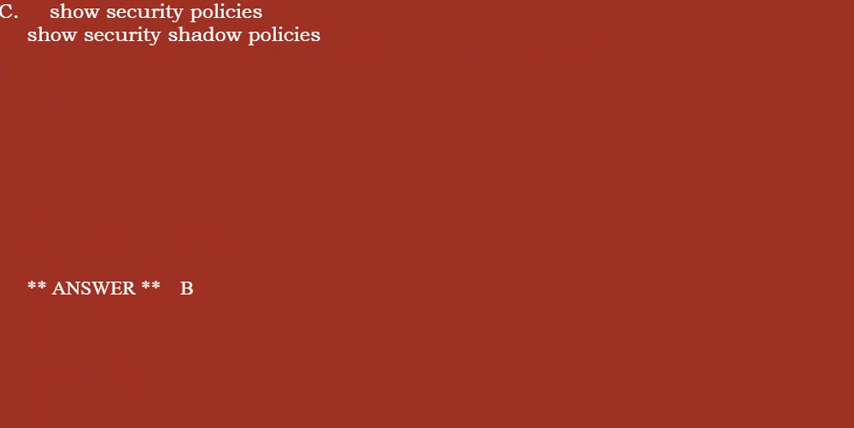 C. show security policies
show security shadow policies
** ANSWER ** B